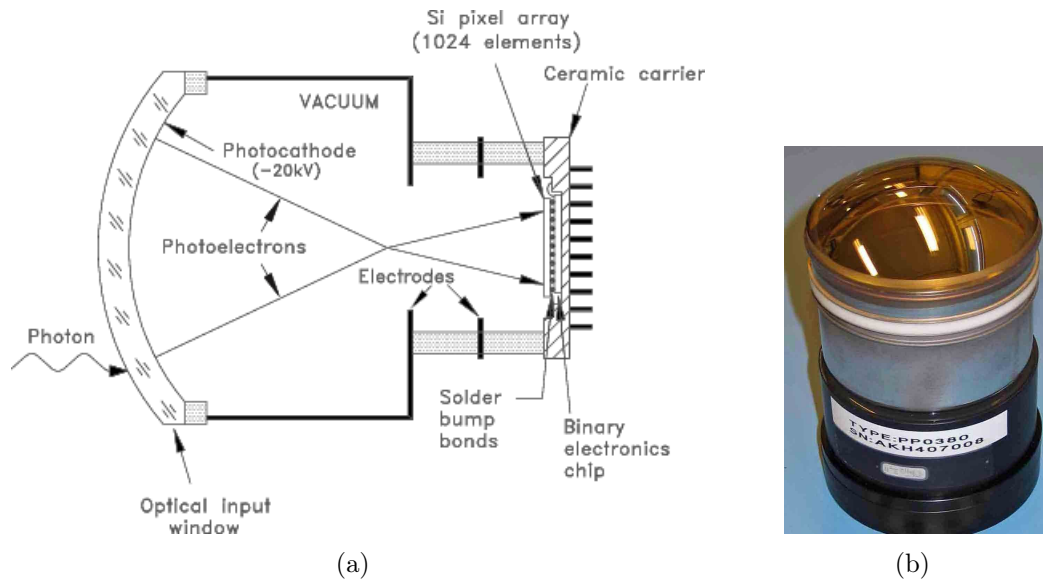 Si pixel array
(1024 elements)
Ceramic carrier
VACUUM
Photocathode
(-20kV)
Photoelectrons
Electrodes
Photon
Solder
bump
bonds
Binary
electronics
chip
Optical input
window
TYPE:PP0380
SN:AKH407008
(a)
(b)